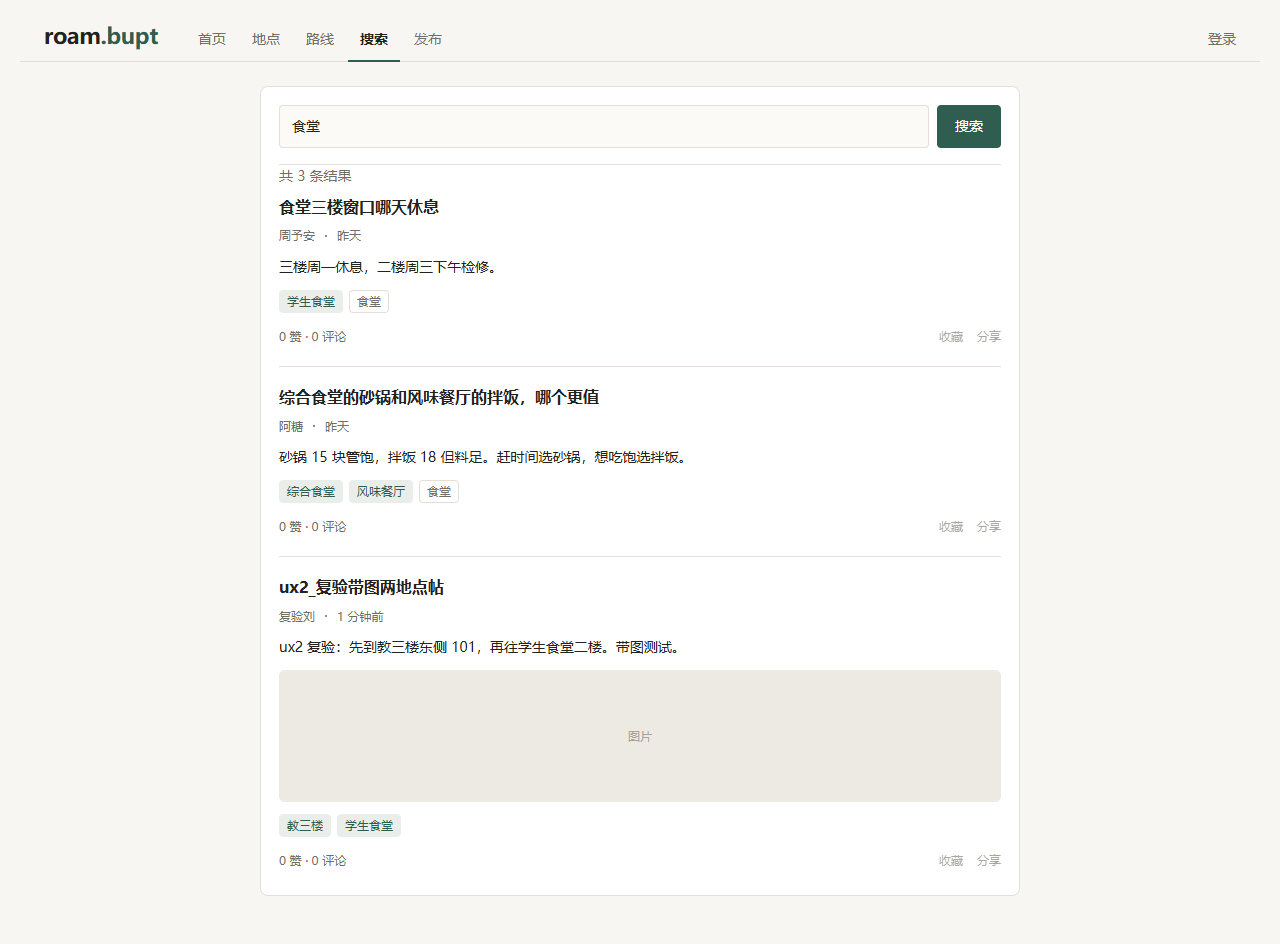 roam.bupt 首页 地点 路线 搜索 发布 登录
食堂 搜索
共 3 条结果
食堂三楼窗口哪天休息
周予安 · 昨天
三楼周一休息，二楼周三下午检修。
学生食堂 食堂
0 赞 · 0 评论 收藏 分享
综合食堂的砂锅和风味餐厅的拌饭，哪个更值
阿糖 · 昨天
砂锅 15 块管饱，拌饭 18 但料足。赶时间选砂锅，想吃饱选拌饭。
综合食堂 风味餐厅 食堂
0 赞 · 0 评论 收藏 分享
ux2_复验带图两地点帖
复验刘 · 1 分钟前
ux2 复验：先到教三楼东侧 101，再往学生食堂二楼。带图测试。
图片
教三楼 学生食堂
0 赞 · 0 评论 收藏 分享